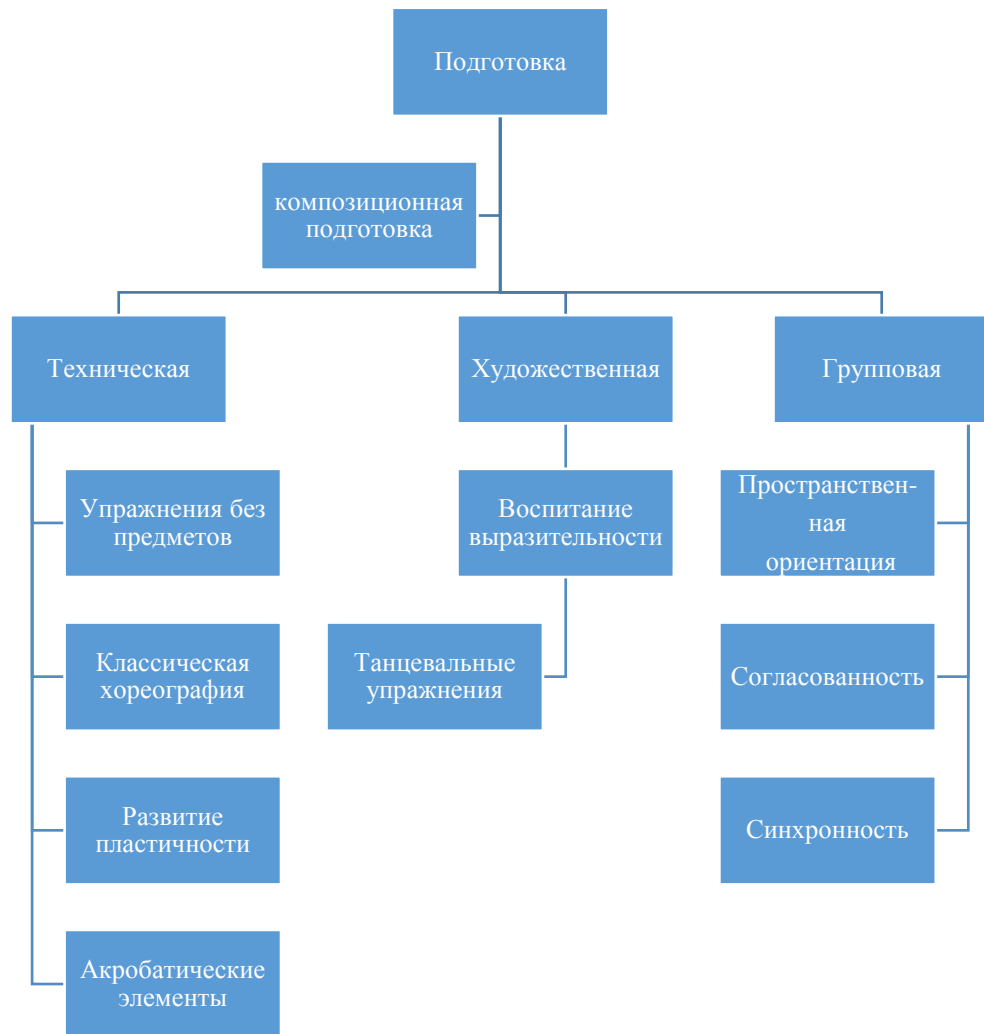 Подготовка
композиционная
подготовка
Техническая
Художественная
Групповая
Упражнения без
предметов
Классическая
хореография
Развитие
пластичности
Акробатические
элементы
Воспитание
выразительности
Танцевальные
упражнения
Пространствен-
ная
ориентация
Согласованность
Синхронность